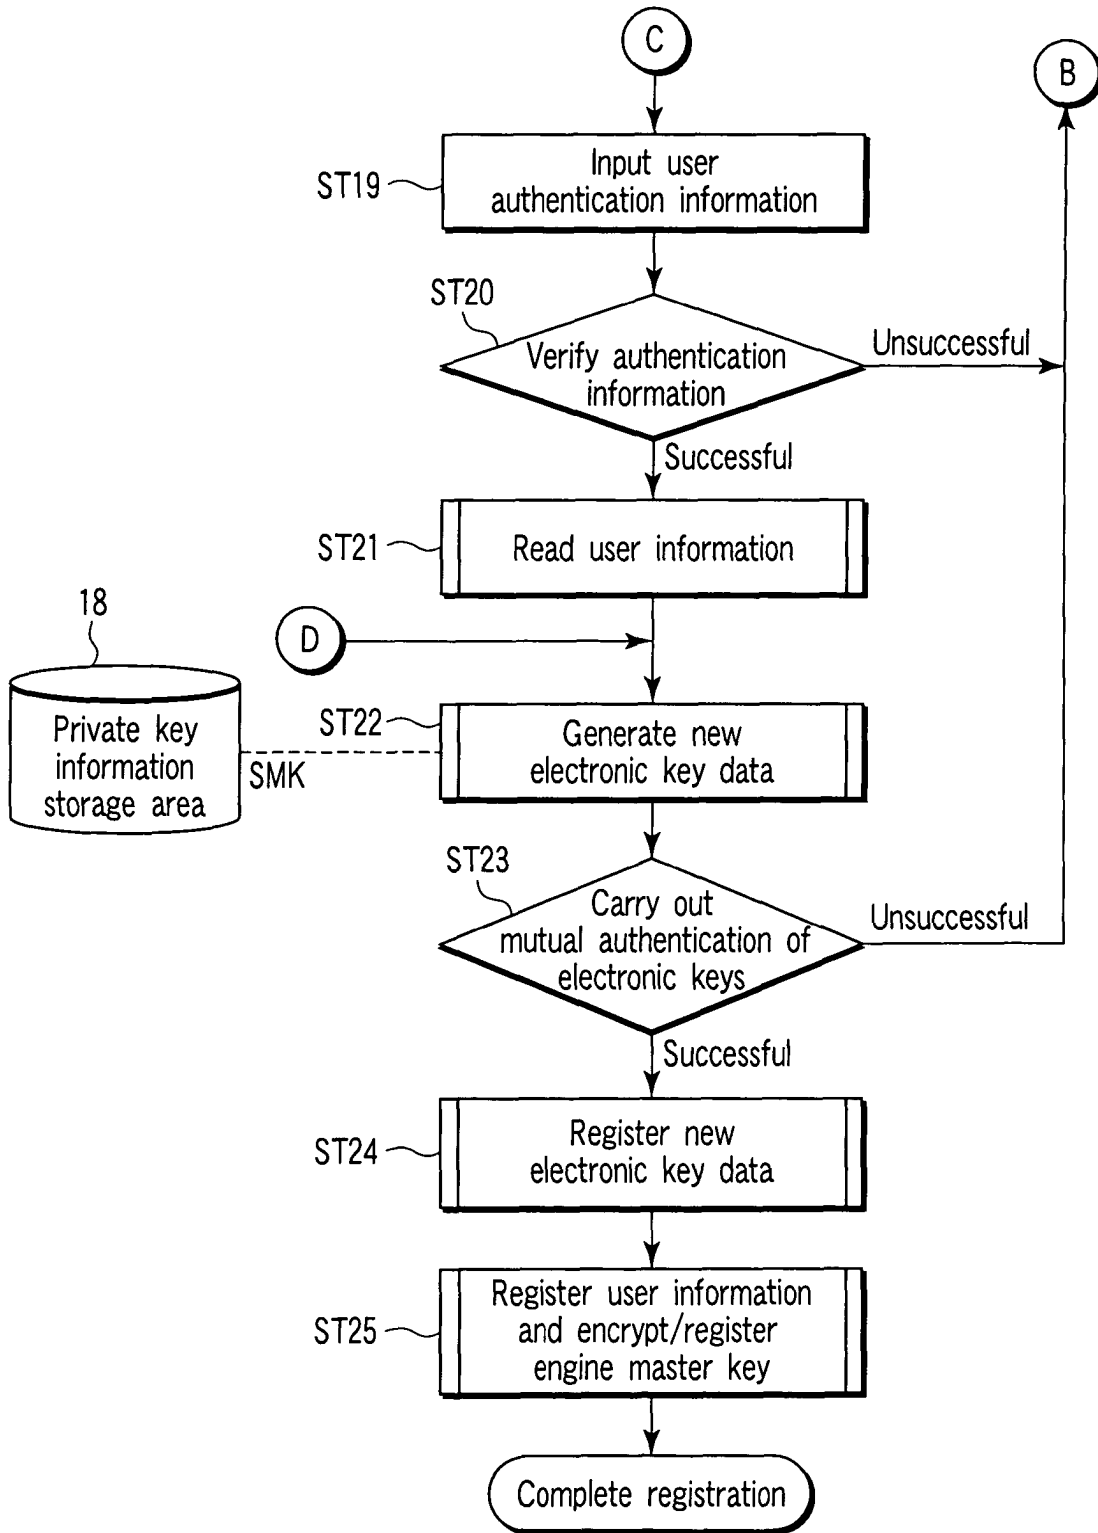 C
B
ST19
Input user
authentication information
ST20
Verify authentication
information
Unsuccessful
Successful
ST21
Read user information
18
D
Private key
information
storage area
SMK
ST22
Generate new
electronic key data
ST23
Carry out
mutual authentication of
electronic keys
Unsuccessful
Successful
ST24
Register new
electronic key data
ST25
Register user information
and encrypt/register
engine master key
Complete registration